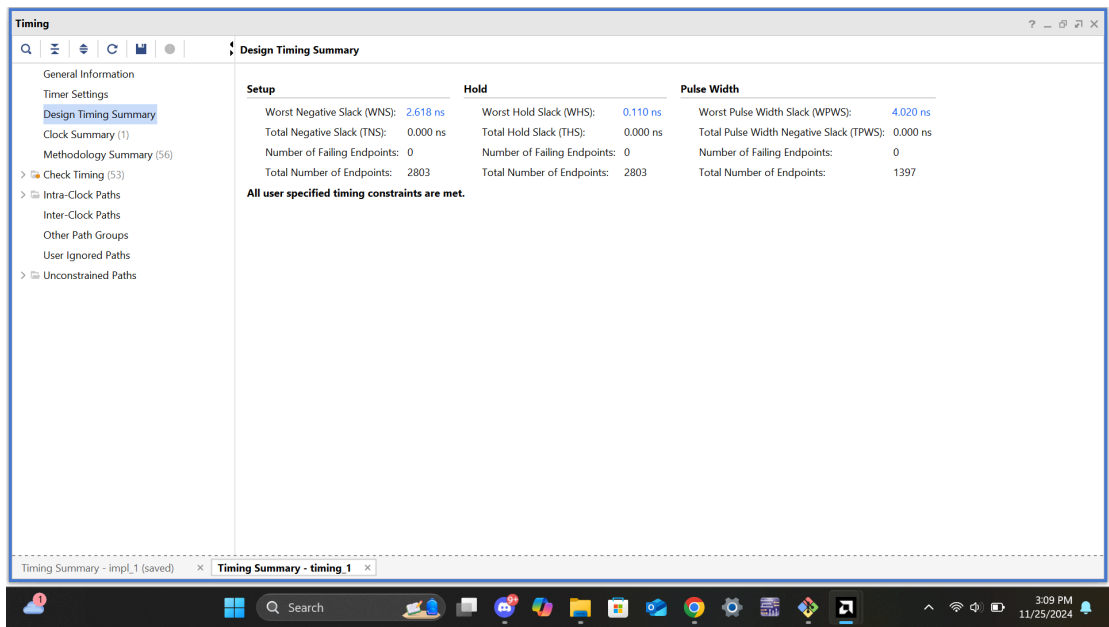 Timing
Design Timing Summary
General Information
Timer Settings
Design Timing Summary
Clock Summary (1)
Methodology Summary (56)
Check Timing (53)
Intra-Clock Paths
Inter-Clock Paths
Other Path Groups
User Ignored Paths
Unconstrained Paths
Setup
Worst Negative Slack (WNS): 2.618 ns
Total Negative Slack (TNS): 0.000 ns
Number of Failing Endpoints: 0
Total Number of Endpoints: 2803
Hold
Worst Hold Slack (WHS): 0.110 ns
Total Hold Slack (THS): 0.000 ns
Number of Failing Endpoints: 0
Total Number of Endpoints: 2803
Pulse Width
Worst Pulse Width Slack (WPWS): 4.020 ns
Total Pulse Width Negative Slack (TPWS): 0.000 ns
Number of Failing Endpoints: 0
Total Number of Endpoints: 1397
All user specified timing constraints are met.
Timing Summary - impl_1 (saved)
Timing Summary - timing_1
1
Search
9+
3:09 PM
11/25/2024